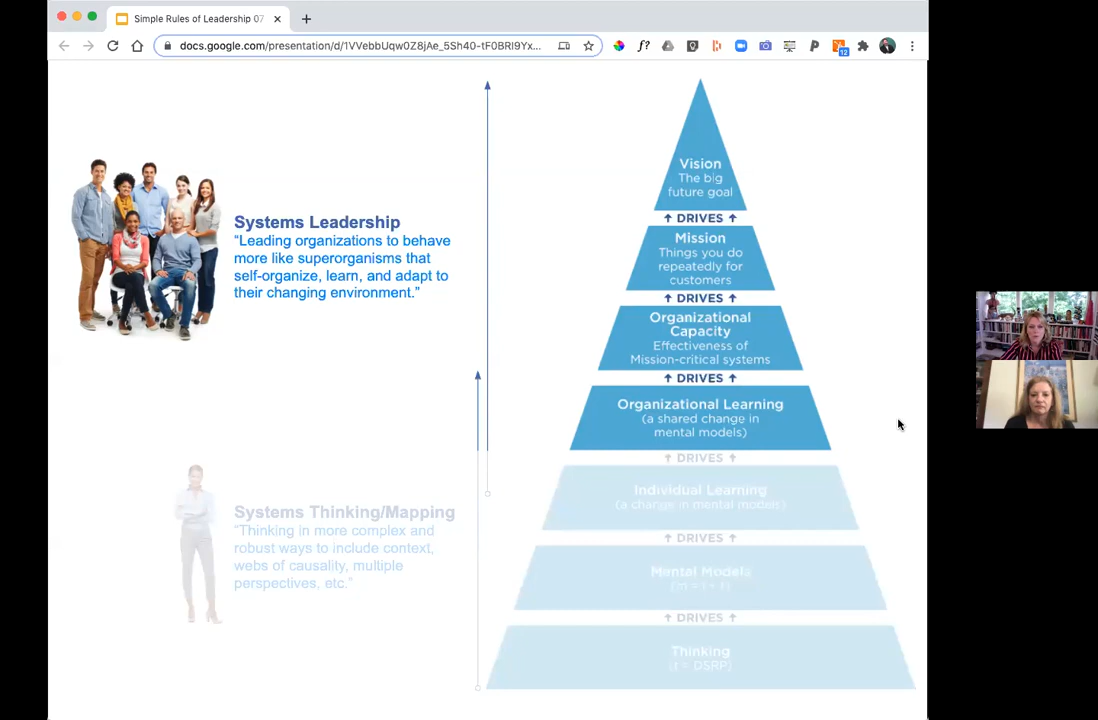 Simple Rules of Leadership 07
docs.google.com/presentation/d/1VVebbUqw0Z8jAe_5Sh40-tF0BRI9Yx...
f?
12
Systems Leadership
“Leading organizations to behave
more like superorganisms that
self-organize, learn, and adapt to
their changing environment.”
Systems Thinking/Mapping
“Thinking in more complex and
robust ways to include context,
webs of causality, multiple
perspectives, etc.”
Vision
The big
future goal
↑ DRIVES ↑
Mission
Things you do
repeatedly for
customers
↑ DRIVES ↑
Organizational
Capacity
Effectiveness of
Mission-critical systems
↑ DRIVES ↑
Organizational Learning
(a shared change in
mental models)
↑ DRIVES ↑
Individual Learning
(a change in mental models)
↑ DRIVES ↑
Mental Models
↑ DRIVES ↑
Thinking
(t = DSRP)